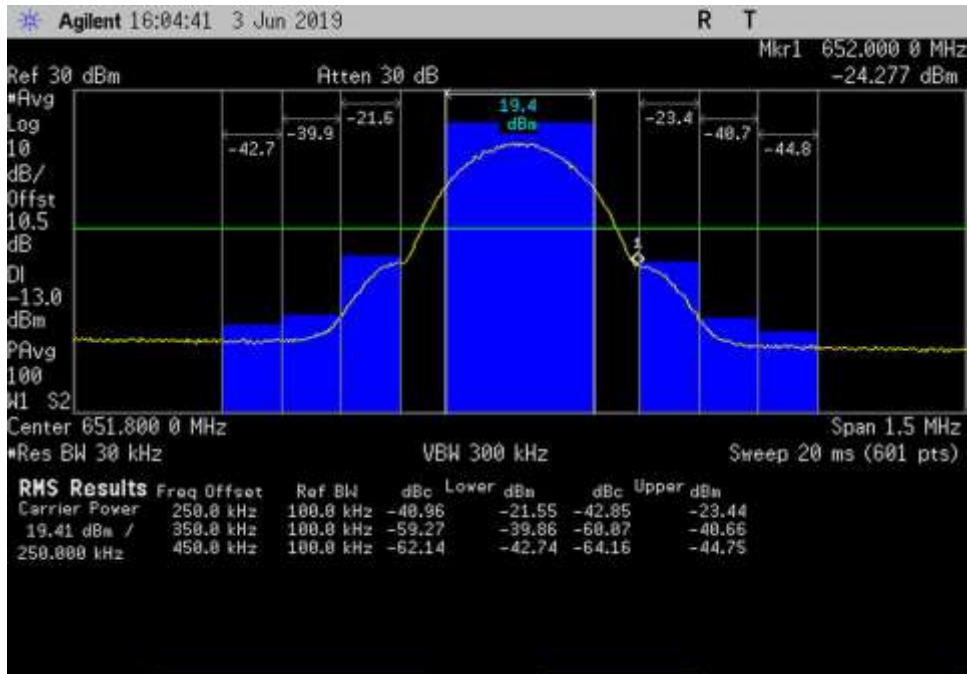 Agilent 16:04:41 3 Jun 2019 R T
Mkr1 652.000 0 MHz
Ref 30 dBm Atten 30 dB -24.277 dBm
#Avg
Log
10
dB/
Offset
10.5
dB
DI
-13.0
dBm
PAvg
100
W1 S2
-42.7 -39.9 -21.6 19.4 dBm -23.4 -40.7 -44.8
1
Center 651.800 0 MHz Span 1.5 MHz
#Res BW 30 kHz VBW 300 kHz Sweep 20 ms (601 pts)
RMS Results Freq Offset Ref BW dBc Lower dBm dBc Upper dBm
Carrier Power 250.0 kHz 100.0 kHz -40.96 -21.55 -42.85 -23.44
19.41 dBm / 350.0 kHz 100.0 kHz -59.27 -39.86 -60.07 -40.66
250.000 kHz 450.0 kHz 100.0 kHz -62.14 -42.74 -64.16 -44.75